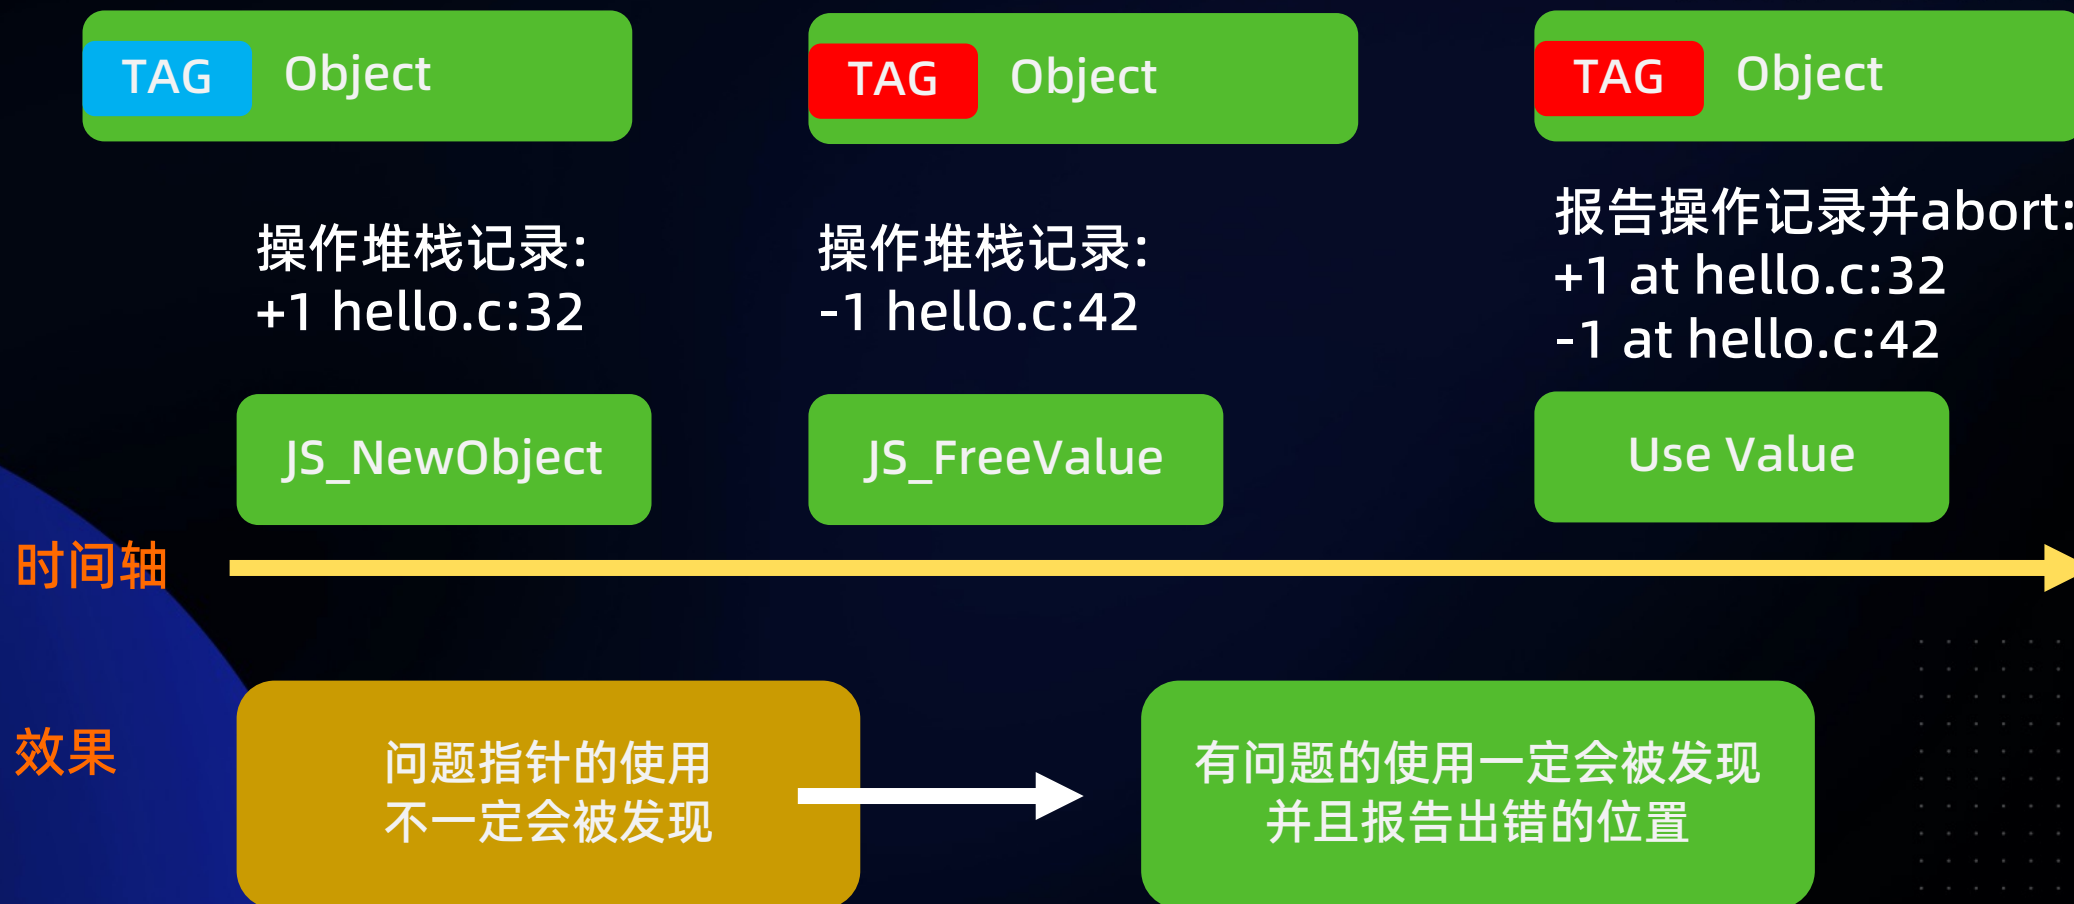 TAG Object
TAG Object
TAG Object
操作堆栈记录:
+1 hello.c:32
操作堆栈记录:
-1 hello.c:42
报告操作记录并abort:
+1 at hello.c:32
-1 at hello.c:42
JS_NewObject
JS_FreeValue
Use Value
时间轴
效果
问题指针的使用
不一定会被发现
有问题的使用一定会被发现
并且报告出错的位置